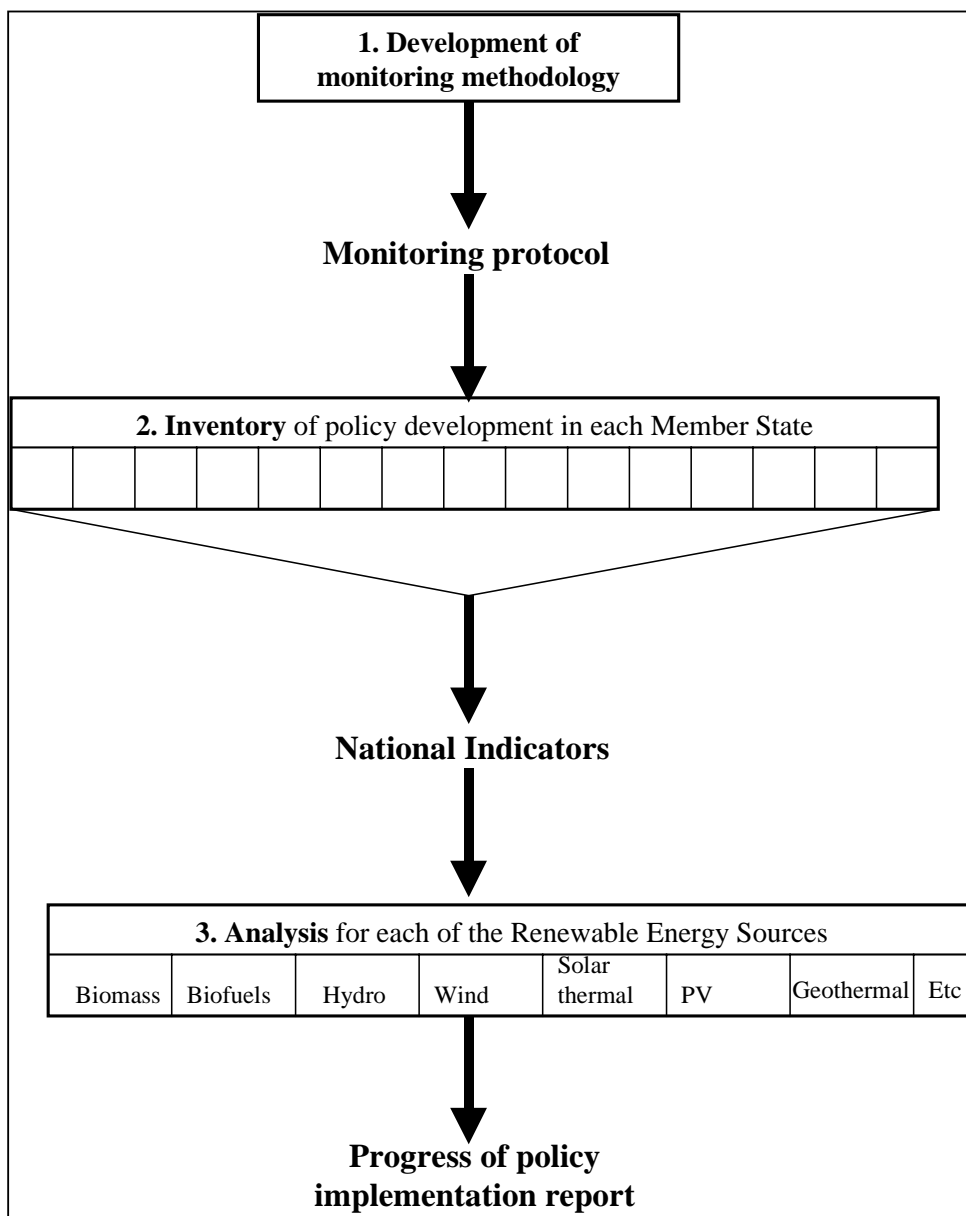 1. Development of
monitoring methodology
Monitoring protocol
2. Inventory of policy development in each Member State
National Indicators
3. Analysis for each of the Renewable Energy Sources
Biomass
Biofuels
Hydro
Wind
Solar
thermal
PV
Geothermal
Etc
Progress of policy
implementation report